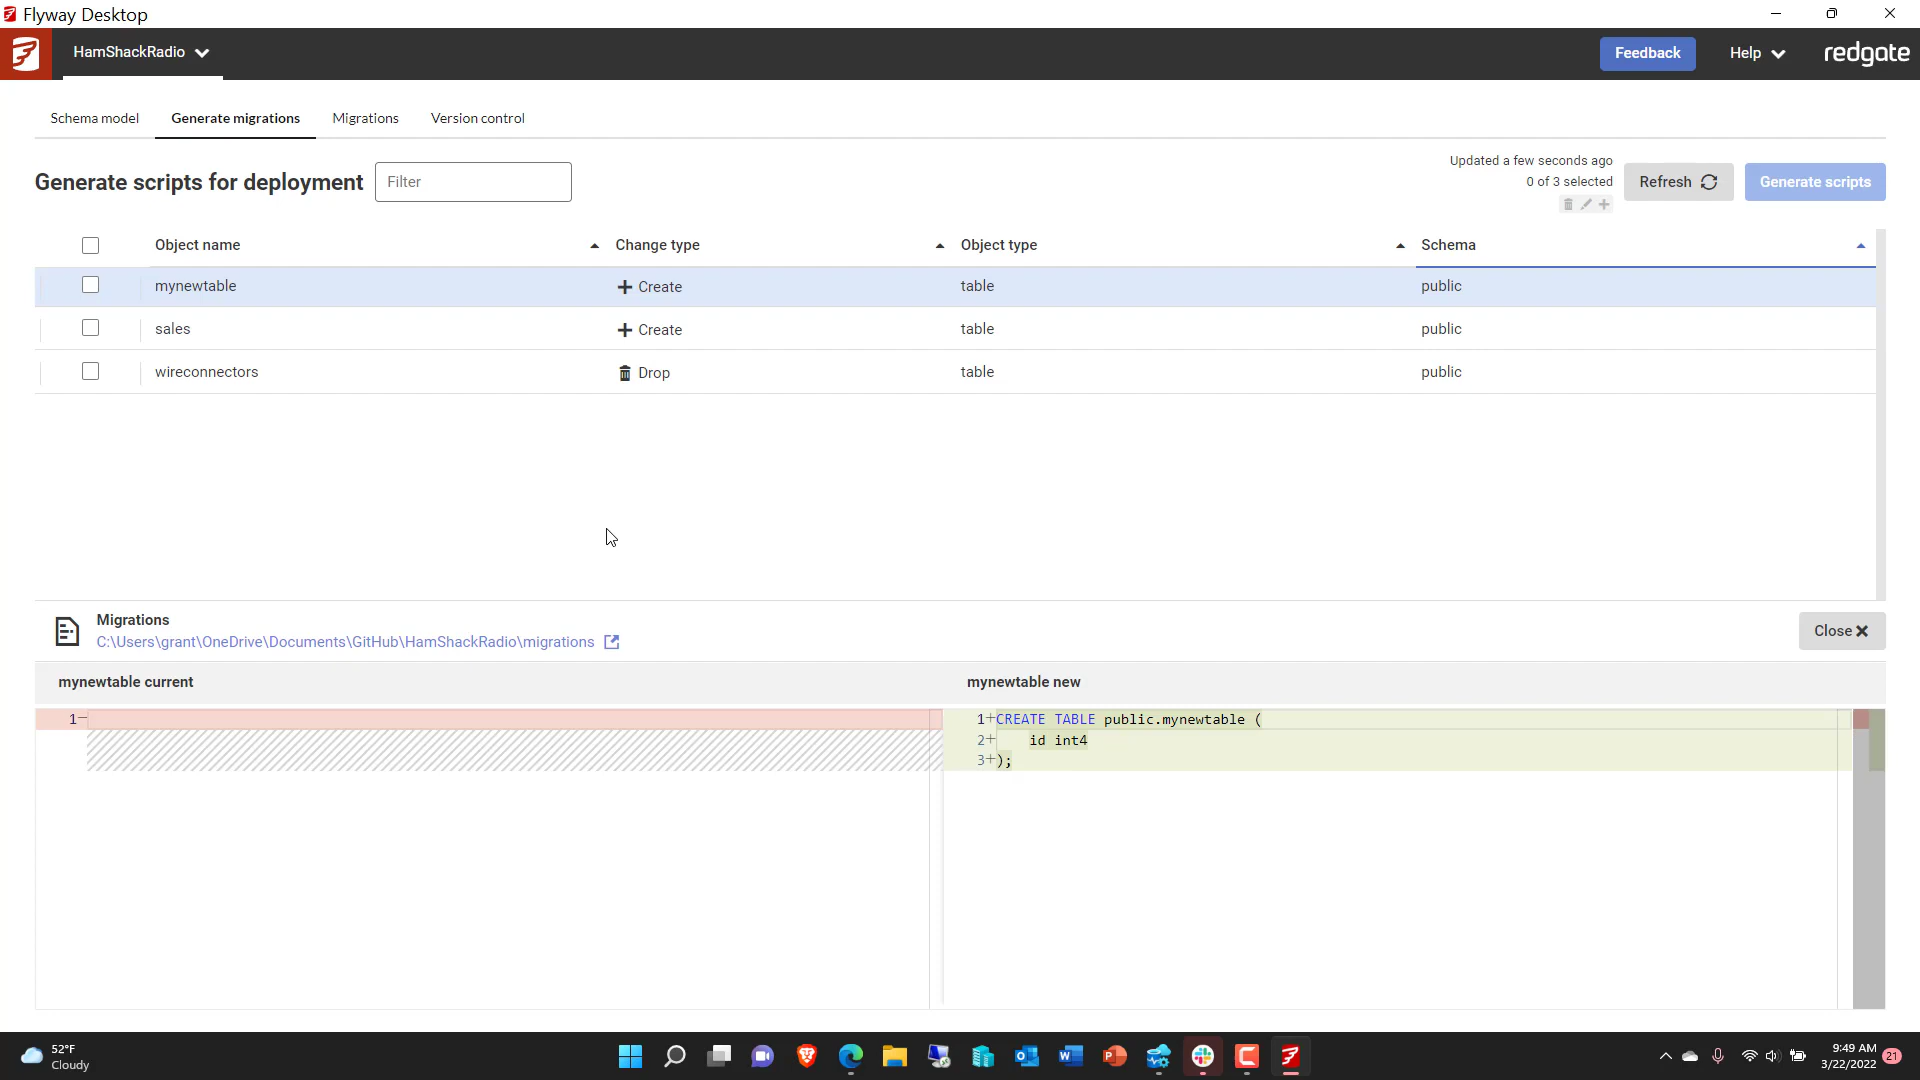 Flyway Desktop
HamShackRadio
Feedback
Help
redgate
Schema model
Generate migrations
Migrations
Version control
Generate scripts for deployment
Filter
Updated a few seconds ago
0 of 3 selected
Refresh
Generate scripts
Object name
Change type
Object type
Schema
mynewtable
Create
table
public
sales
Create
table
public
wireconnectors
Drop
table
public
Migrations
C:\Users\grant\OneDrive\Documents\GitHub\HamShackRadio\migrations
Close
mynewtable current
mynewtable new
1-
1+CREATE TABLE public.mynewtable (
2+ id int4
3+);
52°F
Cloudy
9:49 AM
3/22/2022
21